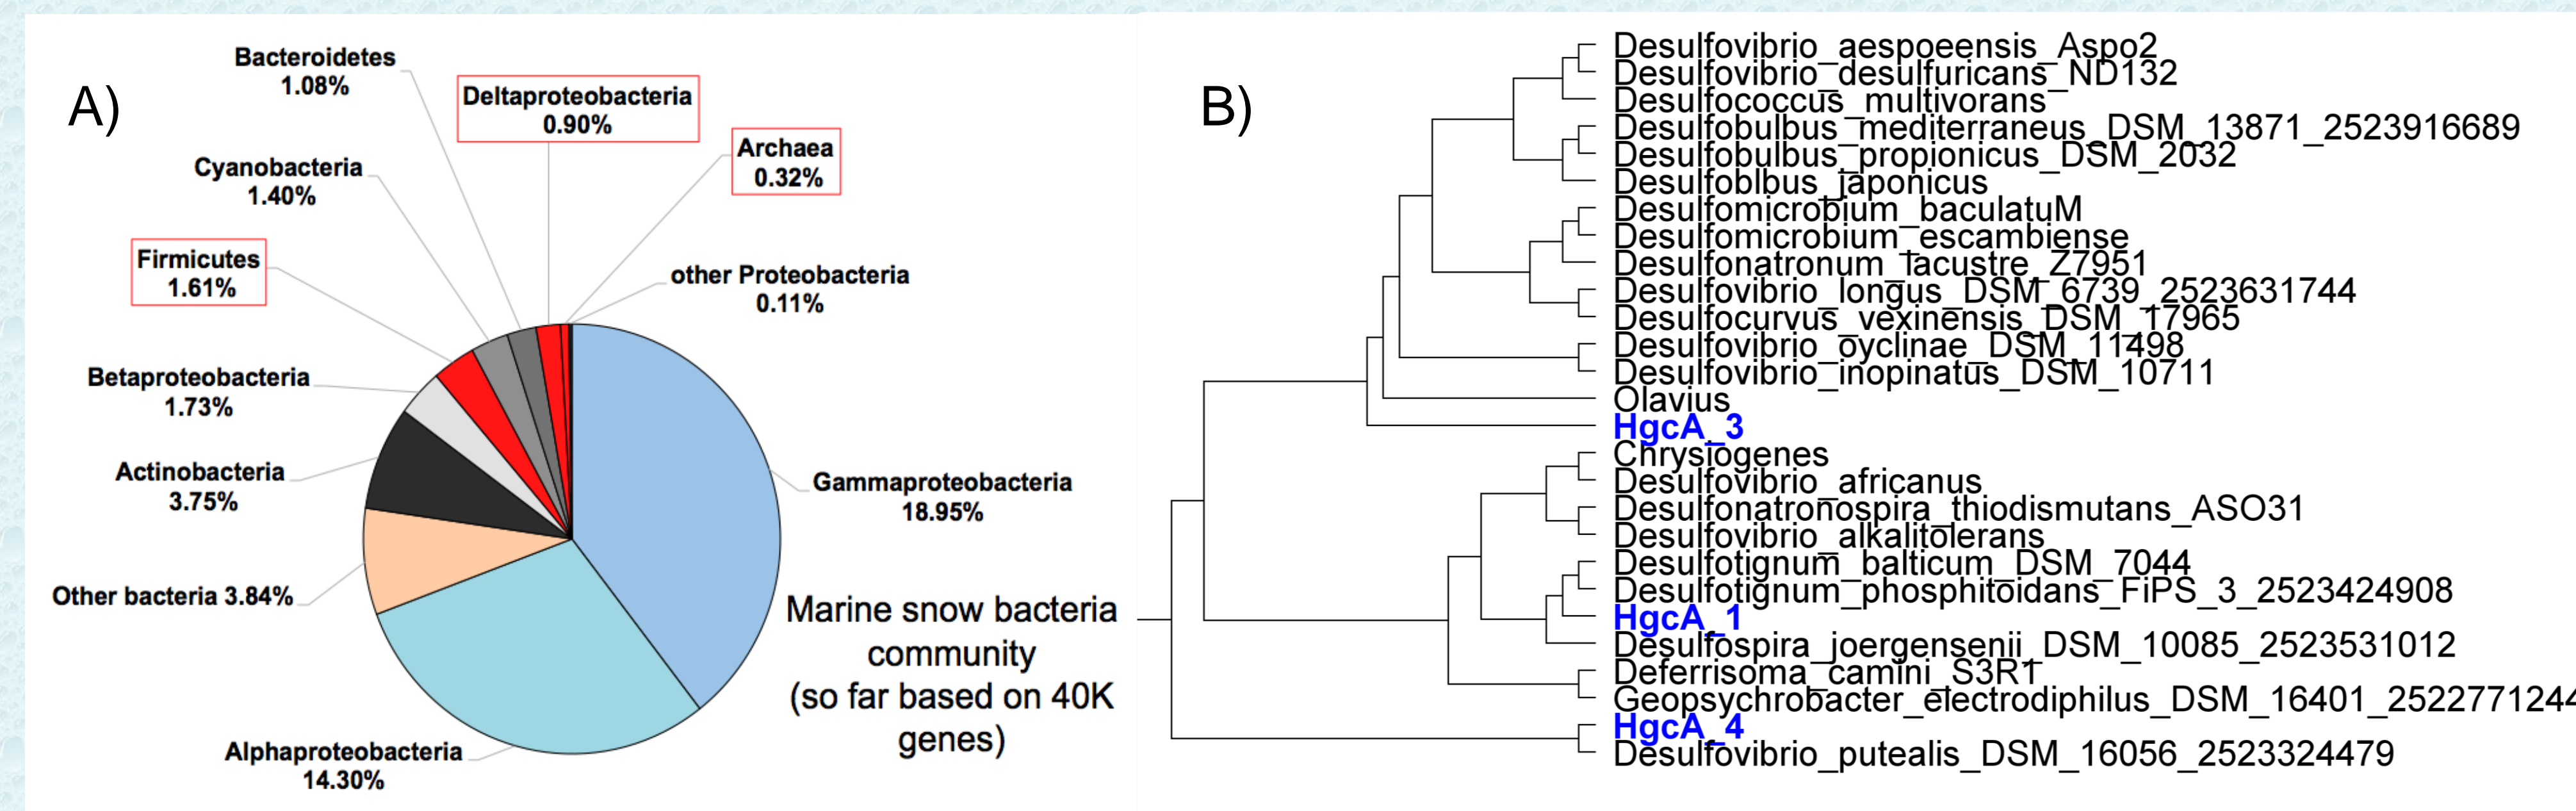 A)
Bacteroidetes
1.08%
Deltaproteobacteria
0.90%
Archaea
0.32%
Cyanobacteria
1.40%
Firmicutes
1.61%
other Proteobacteria
0.11%
Betaproteobacteria
1.73%
Actinobacteria
3.75%
Gammaproteobacteria
18.95%
Other bacteria 3.84%
Alphaproteobacteria
14.30%
Marine snow bacteria
community
(so far based on 40K
genes)
B)
Desulfovibrio_aespoeensis_Aspo2
Desulfovibrio_desulfuricans_ND132
Desulfococcus_multivorans
Desulfobulbus_mediterraneus_DSM_13871_2523916689
Desulfobulbus_propionicus_DSM_2032
Desulfoblbus_japonicus
Desulfomicrobium_baculatuM
Desulfomicrobium_escambiense
Desulfonatronum_lacustre_Z7951
Desulfovibrio_longus_DSM_6739_2523631744
Desulfocurvus_vexinensis_DSM_17965
Desulfovibrio_oyclinae_DSM_11498
Desulfovibrio_inopinatus_DSM_10711
Olavius
HgcA_3
Chrysiogenes
Desulfovibrio_africanus
Desulfonatronospira_thiodismutans_ASO31
Desulfovibrio_alkalitolerans
Desulfotignum_balticum_DSM_7044
Desulfotignum_phosphitoidans_FiPS_3_2523424908
HgcA_1
Desulfospira_joergensenii_DSM_10085_2523531012
Deferrisoma_camini_S3R1
Geopsychrobacter_electrodiphilus_DSM_16401_2522771244
HgcA_4
Desulfovibrio_putealis_DSM_16056_2523324479